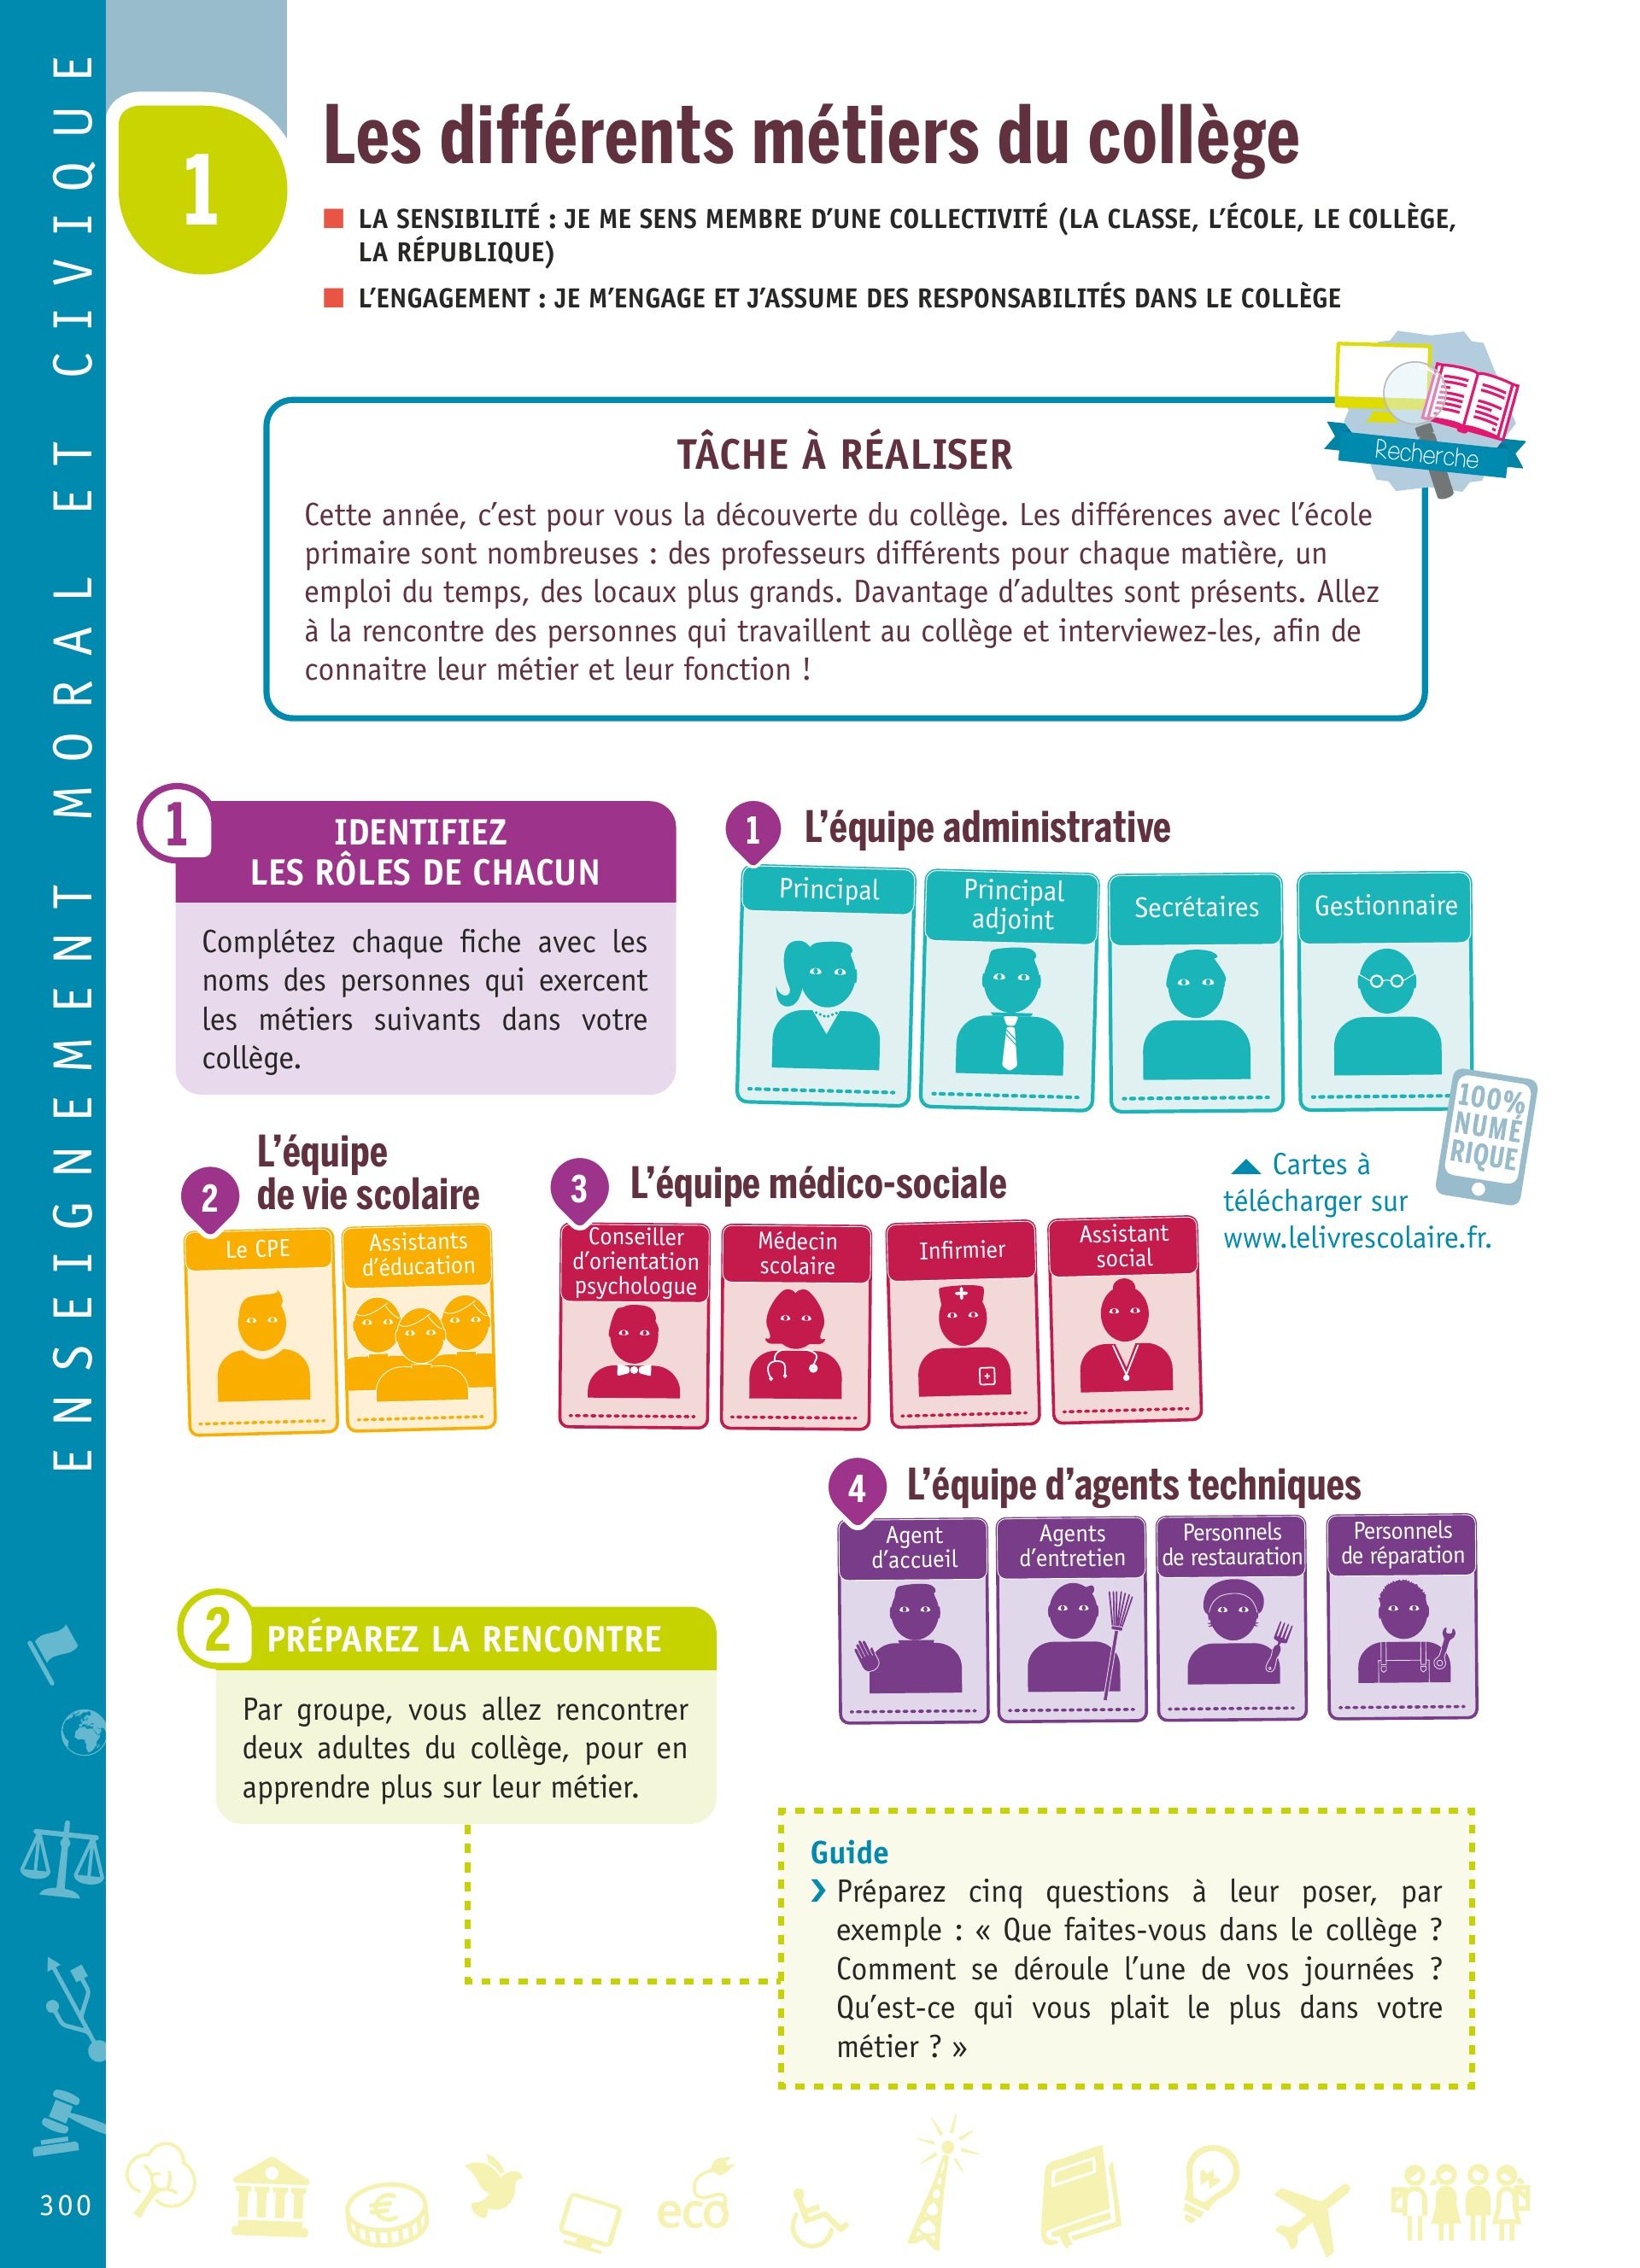 ENSEIGNEMENT MORAL ET CIVIQUE
1
Les différents métiers du collège
LA SENSIBILITÉ : JE ME SENS MEMBRE D’UNE COLLECTIVITÉ (LA CLASSE, L’ÉCOLE, LE COLLÈGE,
LA RÉPUBLIQUE)
L’ENGAGEMENT : JE M’ENGAGE ET J’ASSUME DES RESPONSABILITÉS DANS LE COLLÈGE
Recherche
TÂCHE À RÉALISER
Cette année, c’est pour vous la découverte du collège. Les différences avec l’école
primaire sont nombreuses : des professeurs différents pour chaque matière, un
emploi du temps, des locaux plus grands. Davantage d’adultes sont présents. Allez
à la rencontre des personnes qui travaillent au collège et interviewez-les, afin de
connaitre leur métier et leur fonction !
1
IDENTIFIEZ
LES RÔLES DE CHACUN
Complétez chaque fiche avec les
noms des personnes qui exercent
les métiers suivants dans votre
collège.
1 L’équipe administrative
Principal
Principal
adjoint
Secrétaires
Gestionnaire
100%
NUMÉ
RIQUE
Cartes à
télécharger sur
www.lelivrescolaire.fr.
2 L’équipe
de vie scolaire
Le CPE
Assistants
d’éducation
3 L’équipe médico-sociale
Conseiller
d’orientation
psychologue
Médecin
scolaire
Infirmier
Assistant
social
4 L’équipe d’agents techniques
Agent
d’accueil
Agents
d’entretien
Personnels
de restauration
Personnels
de réparation
2 PRÉPAREZ LA RENCONTRE
Par groupe, vous allez rencontrer
deux adultes du collège, pour en
apprendre plus sur leur métier.
Guide
Préparez cinq questions à leur poser, par
exemple : « Que faites-vous dans le collège ?
Comment se déroule l’une de vos journées ?
Qu’est-ce qui vous plait le plus dans votre
métier ? »
€
eco
300